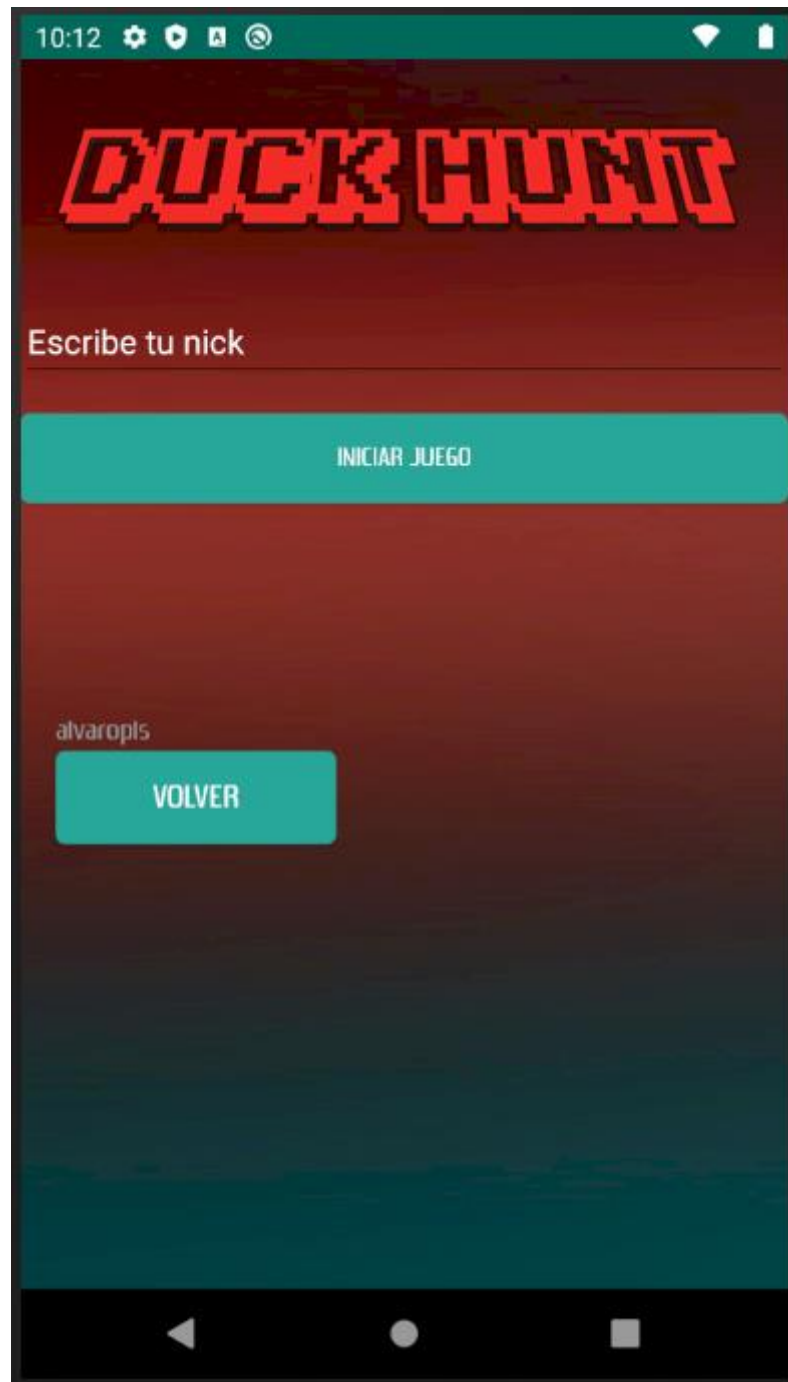 10:12
DUCK HUNT
Escribe tu nick
INICIAR JUEGO
alvaropls
VOLVER